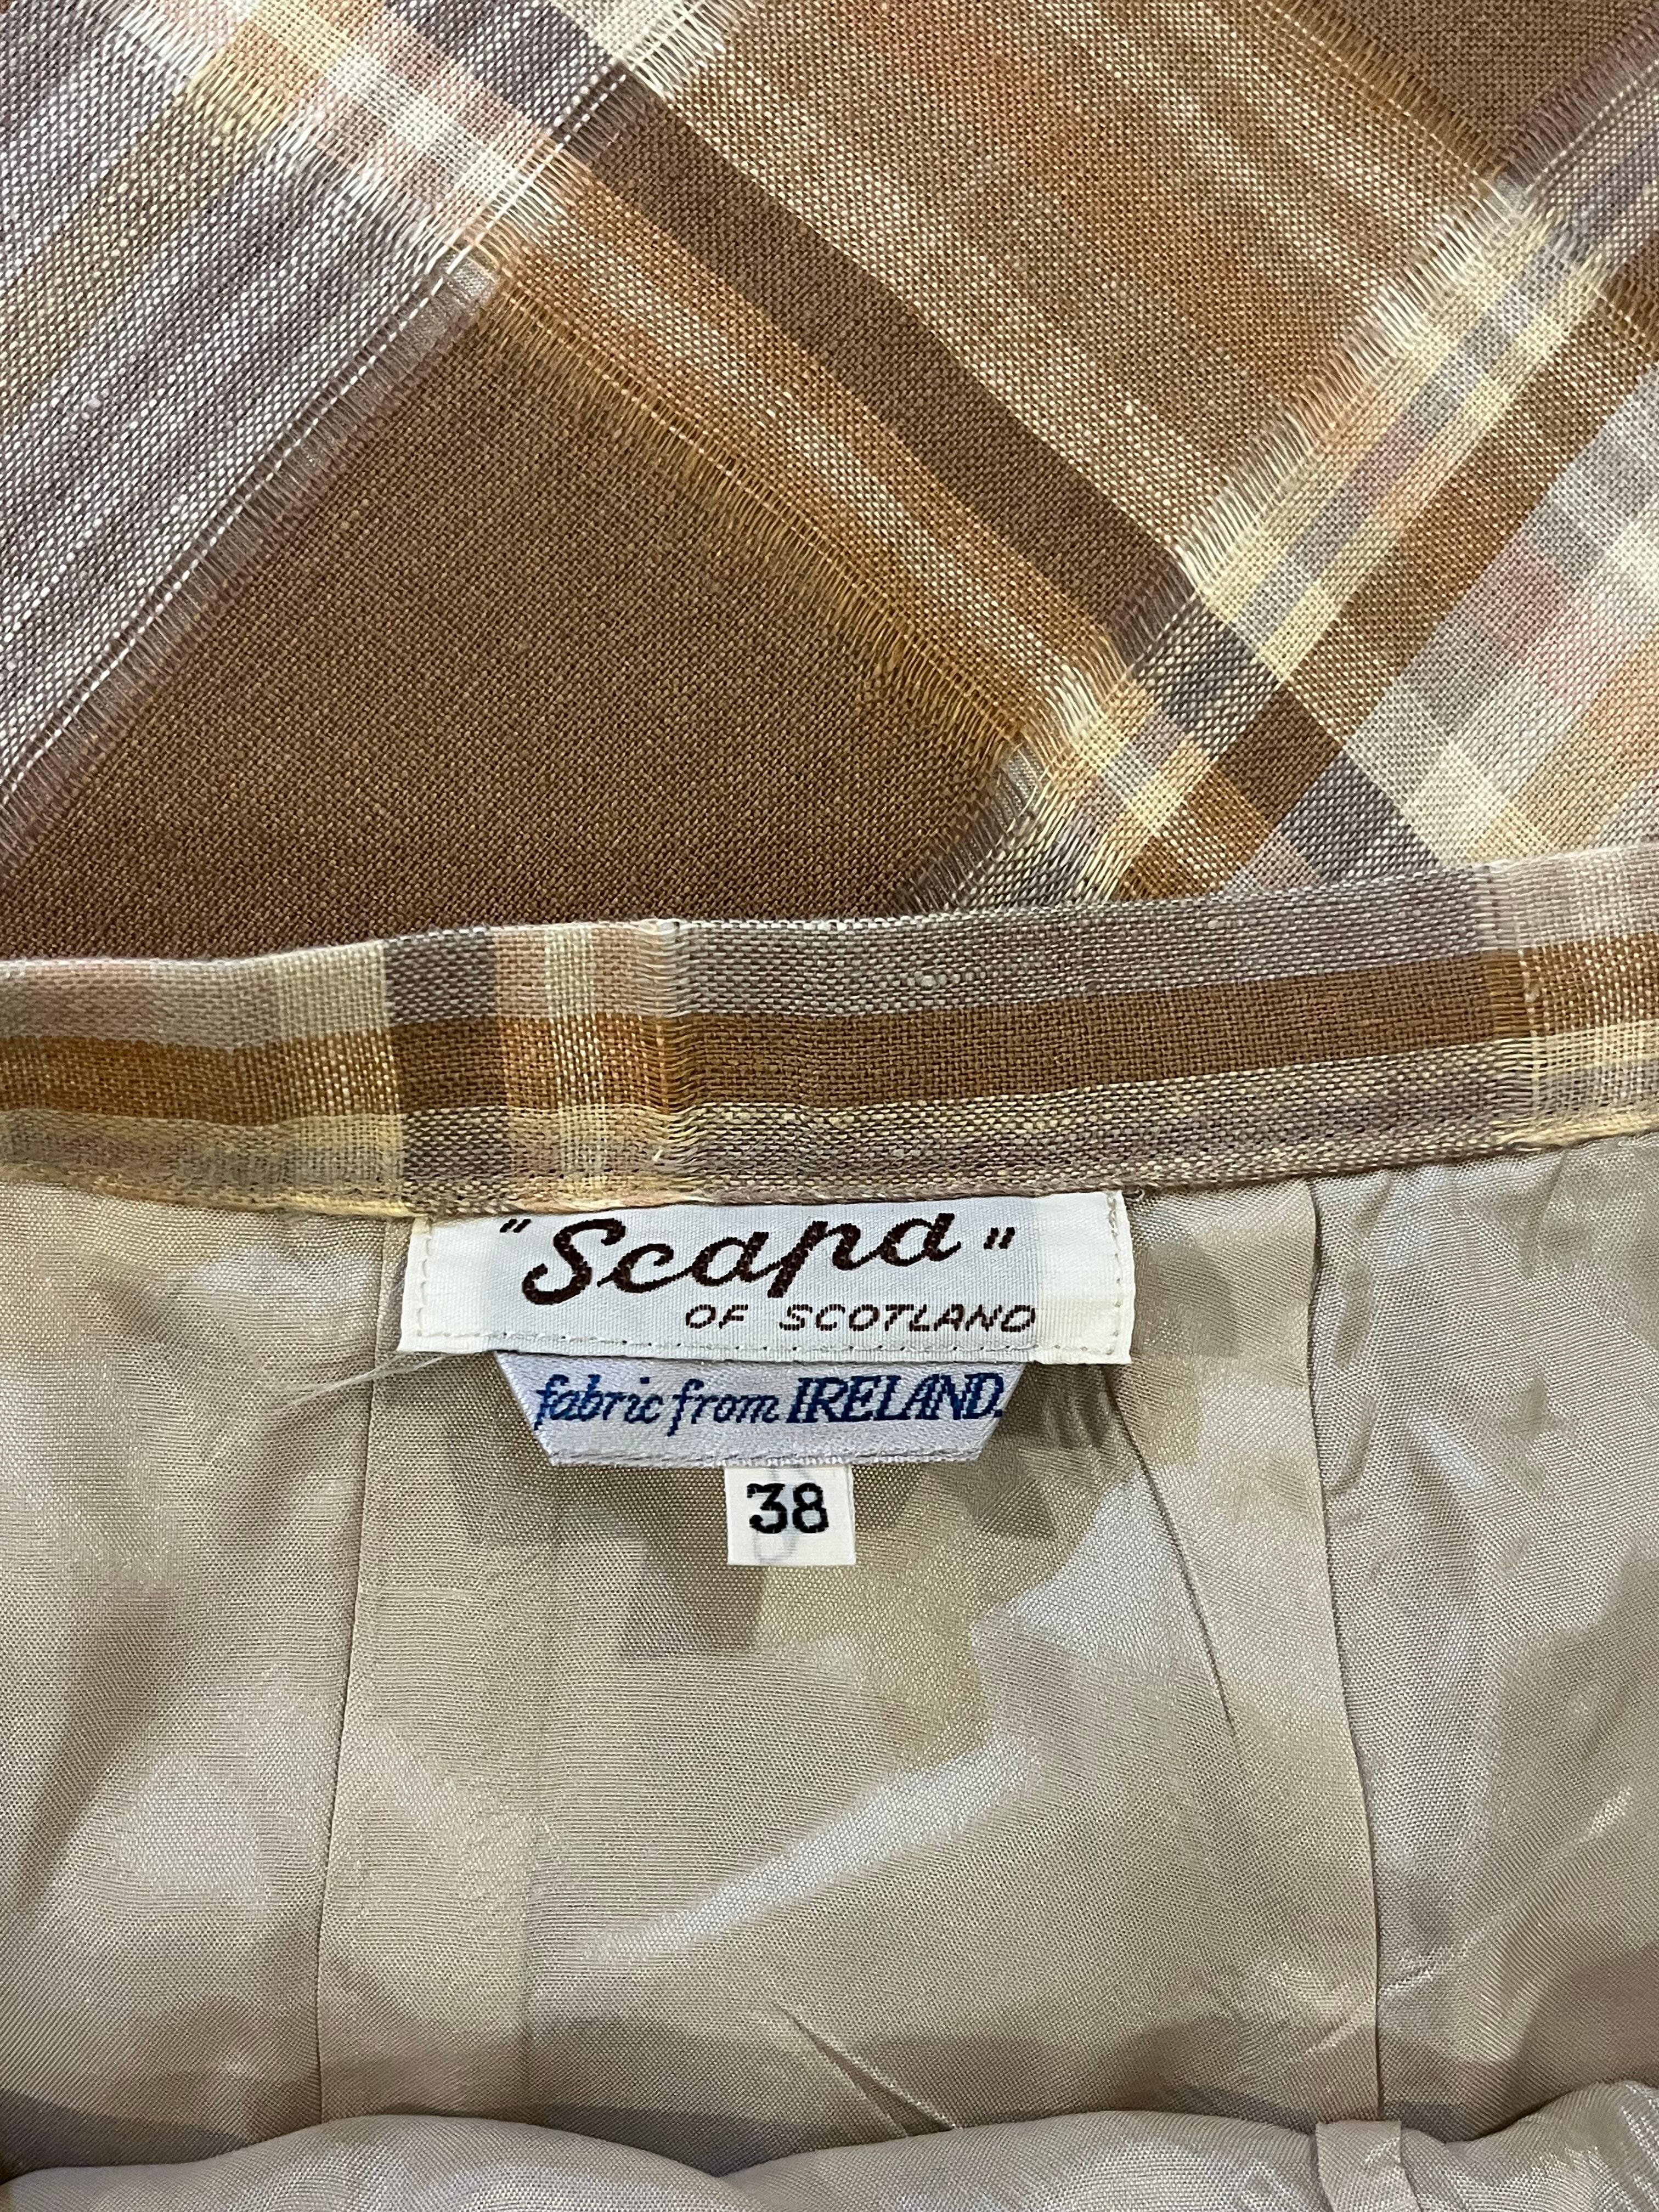 "Scapa"
OF SCOTLAND
fabric from IRELAND.
38